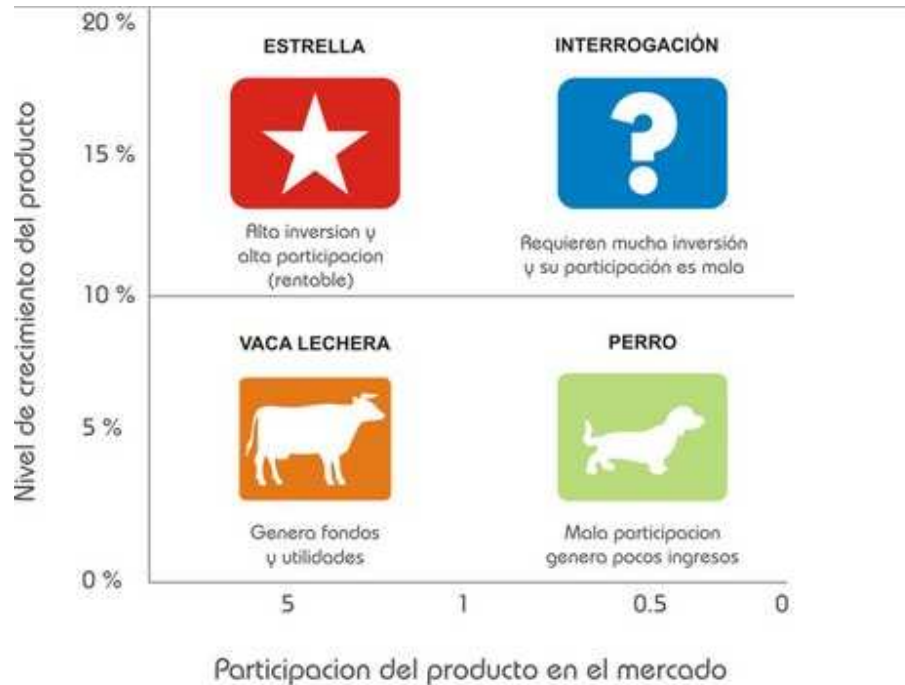 20 %
ESTRELLA
INTERROGACIÓN
15 %
Alta inversion y
alta participacion
(rentable)
Requieren mucha inversión
y su participación es mala
10 %
VACA LECHERA
PERRO
5 %
Genera fondos
y utilidades
Mala participacion
genera pocos ingresos
0 %
5
1
0.5
0
Nivel de crecimiento del producto
Participacion del producto en el mercado